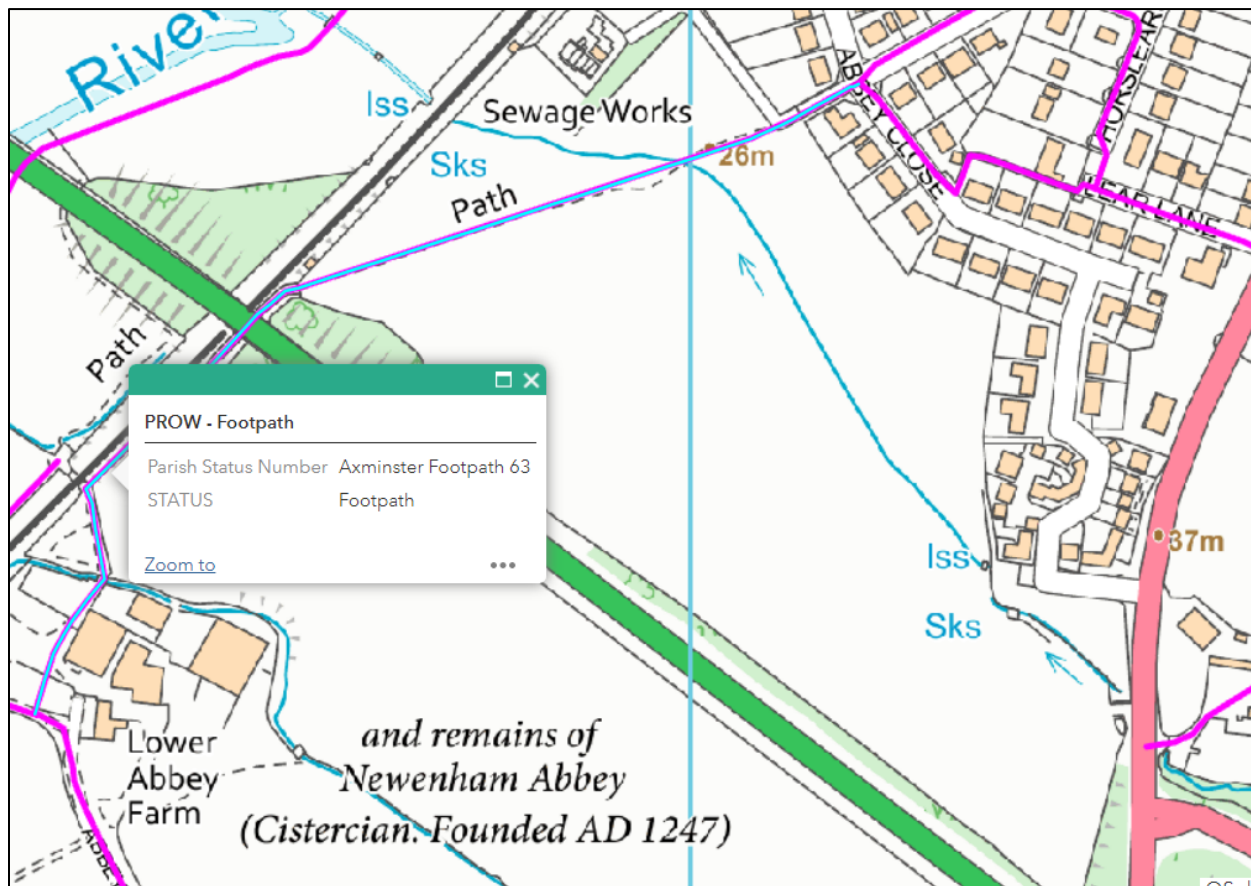 River
Iss
Sewage Works
Sks
Path
26m
ABBEY CLOSE
LEAR LANE
Path
PROW - Footpath
Parish Status Number Axminster Footpath 63
STATUS Footpath
Zoom to
37m
Iss
Sks
Lower
Abbey
Farm
and remains of
Newenham Abbey
(Cistercian. Founded AD 1247)